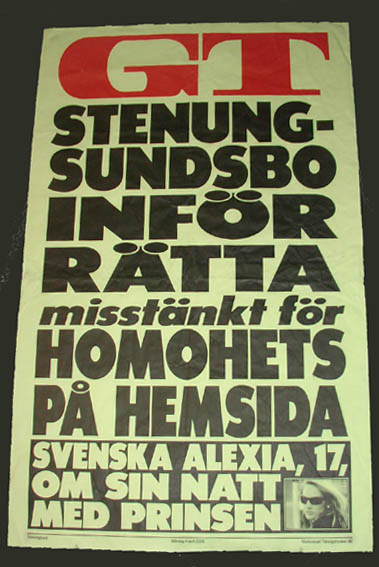 GT
STENUNG-
SUNDSBO
INFÖR
RÄTTA
misstänkt för
HOMOHETS
PÅ HEMSIDA
SVENSKA ALEXIA, 17,
OM SIN NATT
MED PRINSEN